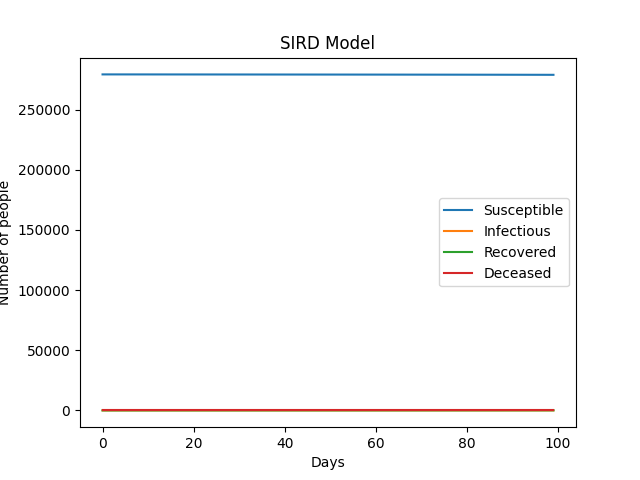 SIRD Model
Number of people
250000
200000
150000
100000
50000
0
Susceptible
Infectious
Recovered
Deceased
0 20 40 60 80 100
Days